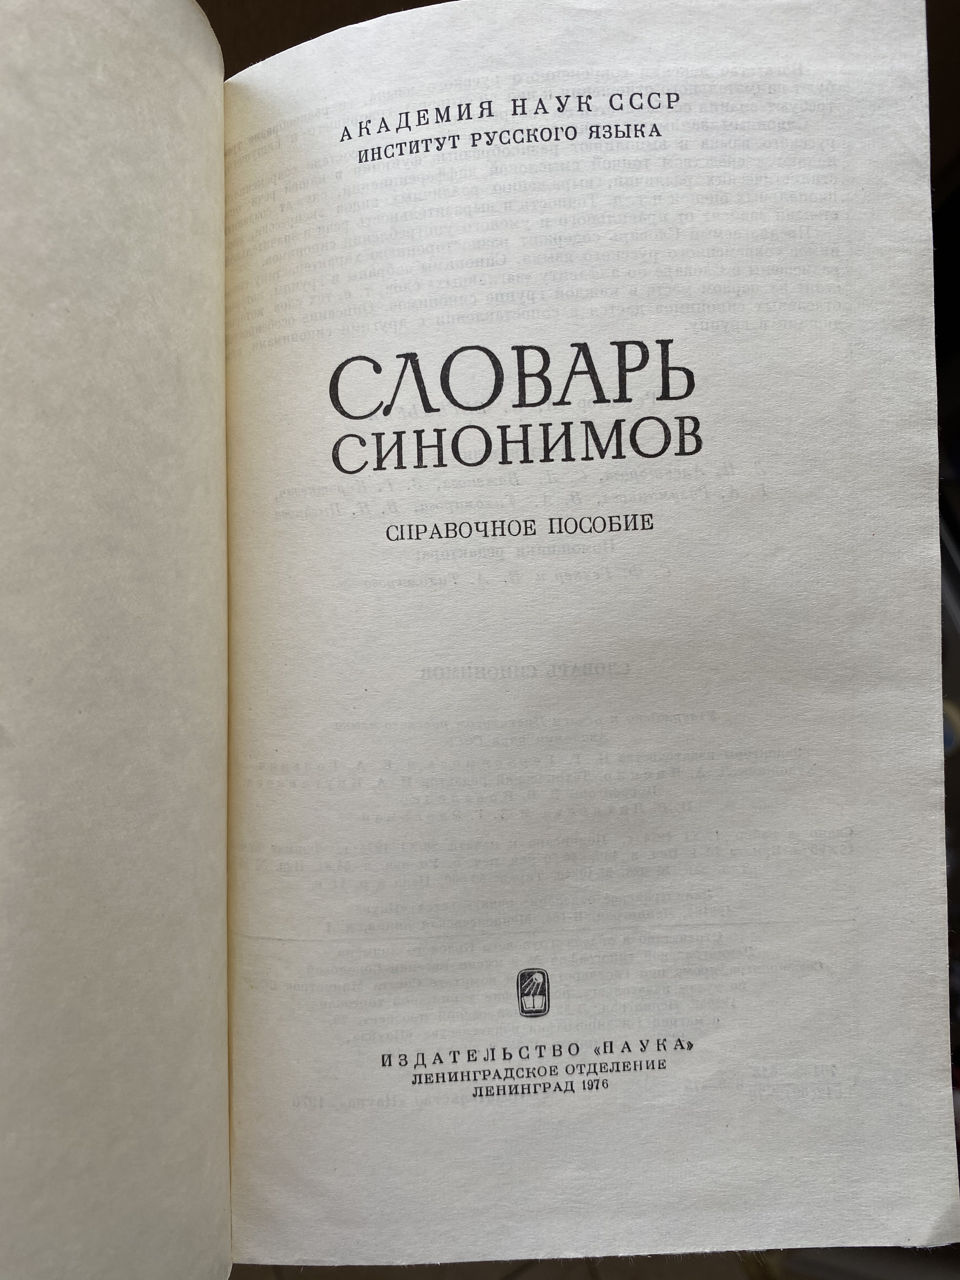 АКАДЕМИЯ НАУК СССР
ИНСТИТУТ РУССКОГО ЯЗЫКА
СЛОВАРЬ
СИНОНИМОВ
СПРАВОЧНОЕ ПОСОБИЕ
ИЗДАТЕЛЬСТВО «НАУКА»
ЛЕНИНГРАДСКОЕ ОТДЕЛЕНИЕ
ЛЕНИНГРАД 1976